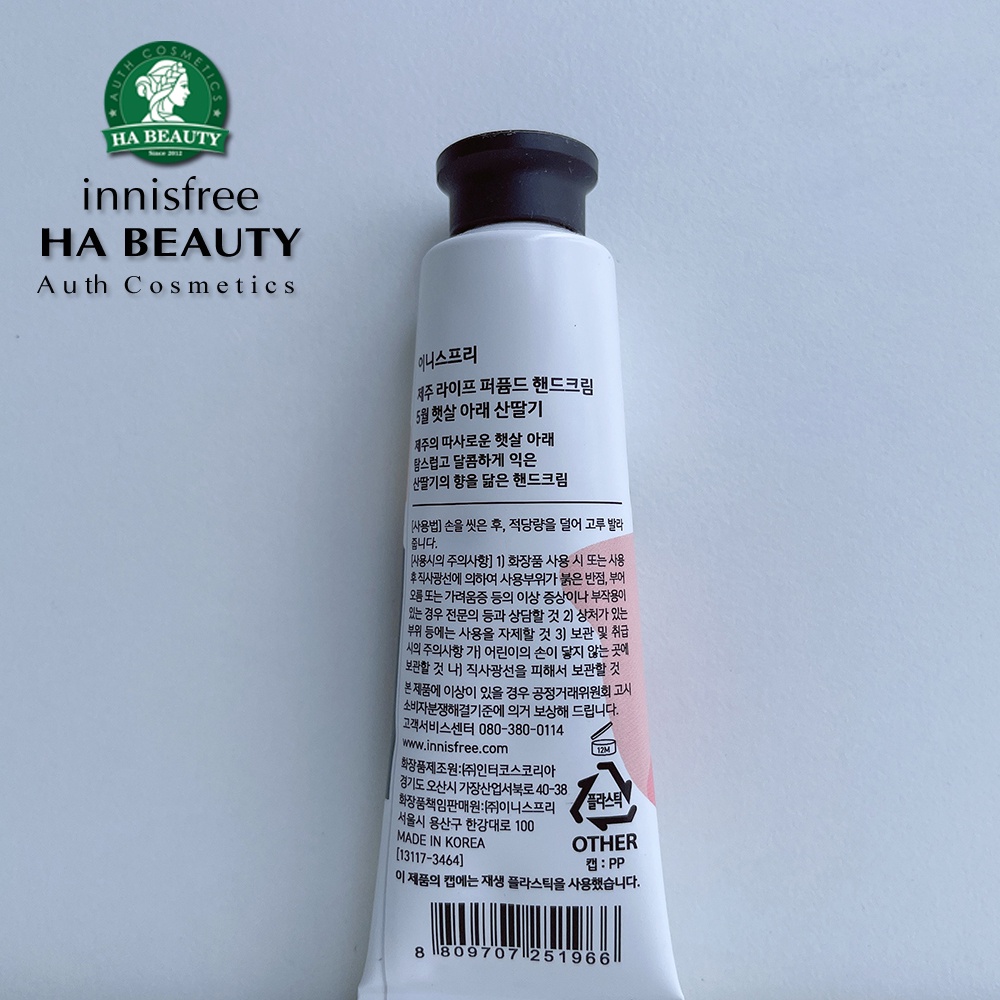 AUTH COSMETICS
HA BEAUTY
Since 2012
innisfree
HA BEAUTY
Auth Cosmetics
이니스프리
제주 라이프 퍼퓸드 핸드크림
5월 햇살 아래 산딸기
제주의 따사로운 햇살 아래
탐스럽고 달콤하게 익은
산딸기의 향을 닮은 핸드크림
[사용법] 손을 씻은 후, 적당량을 덜어 고루 발라
줍니다.
[사용시의 주의사항] 1) 화장품 사용 시 또는 사용
후 직사광선에 의하여 사용부위가 붉은 반점, 부어
오름 또는 가려움증 등의 이상 증상이나 부작용이
있는 경우 전문의 등과 상담할 것 2) 상처가 있는
부위 등에는 사용을 자제할 것 3) 보관 및 취급
시의 주의사항 가) 어린이의 손이 닿지 않는 곳에
보관할 것 나) 직사광선을 피해서 보관할 것
본 제품에 이상이 있을 경우 공정거래위원회 고시
소비자분쟁해결기준에 의거 보상해 드립니다.
고객서비스센터 080-380-0114
www.innisfree.com
12M
화장품제조원:(주)인터코스코리아
경기도 오산시 가장산업서북로 40-38
화장품책임판매원:(주)이니스프리
서울시 용산구 한강대로 100
MADE IN KOREA
[13117-3464]
플라스틱
OTHER
캡 : PP
이 제품의 캡에는 재생 플라스틱을 사용했습니다.
8 809707 251966